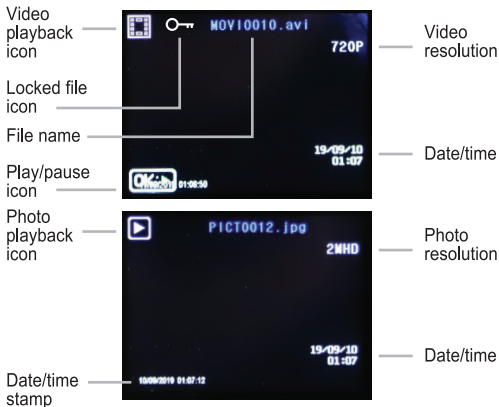 Video
playback
icon
MOVI0010.avi
720P
Video
resolution
Locked file
icon
File name
19/09/10
01:07
Date/time
Play/pause
icon
OK
01:08:50
Photo
playback
icon
PICT0012.jpg
2MHD
Photo
resolution
19/09/10
01:07
Date/time
Date/time
stamp
10/09/2019 01:07:12